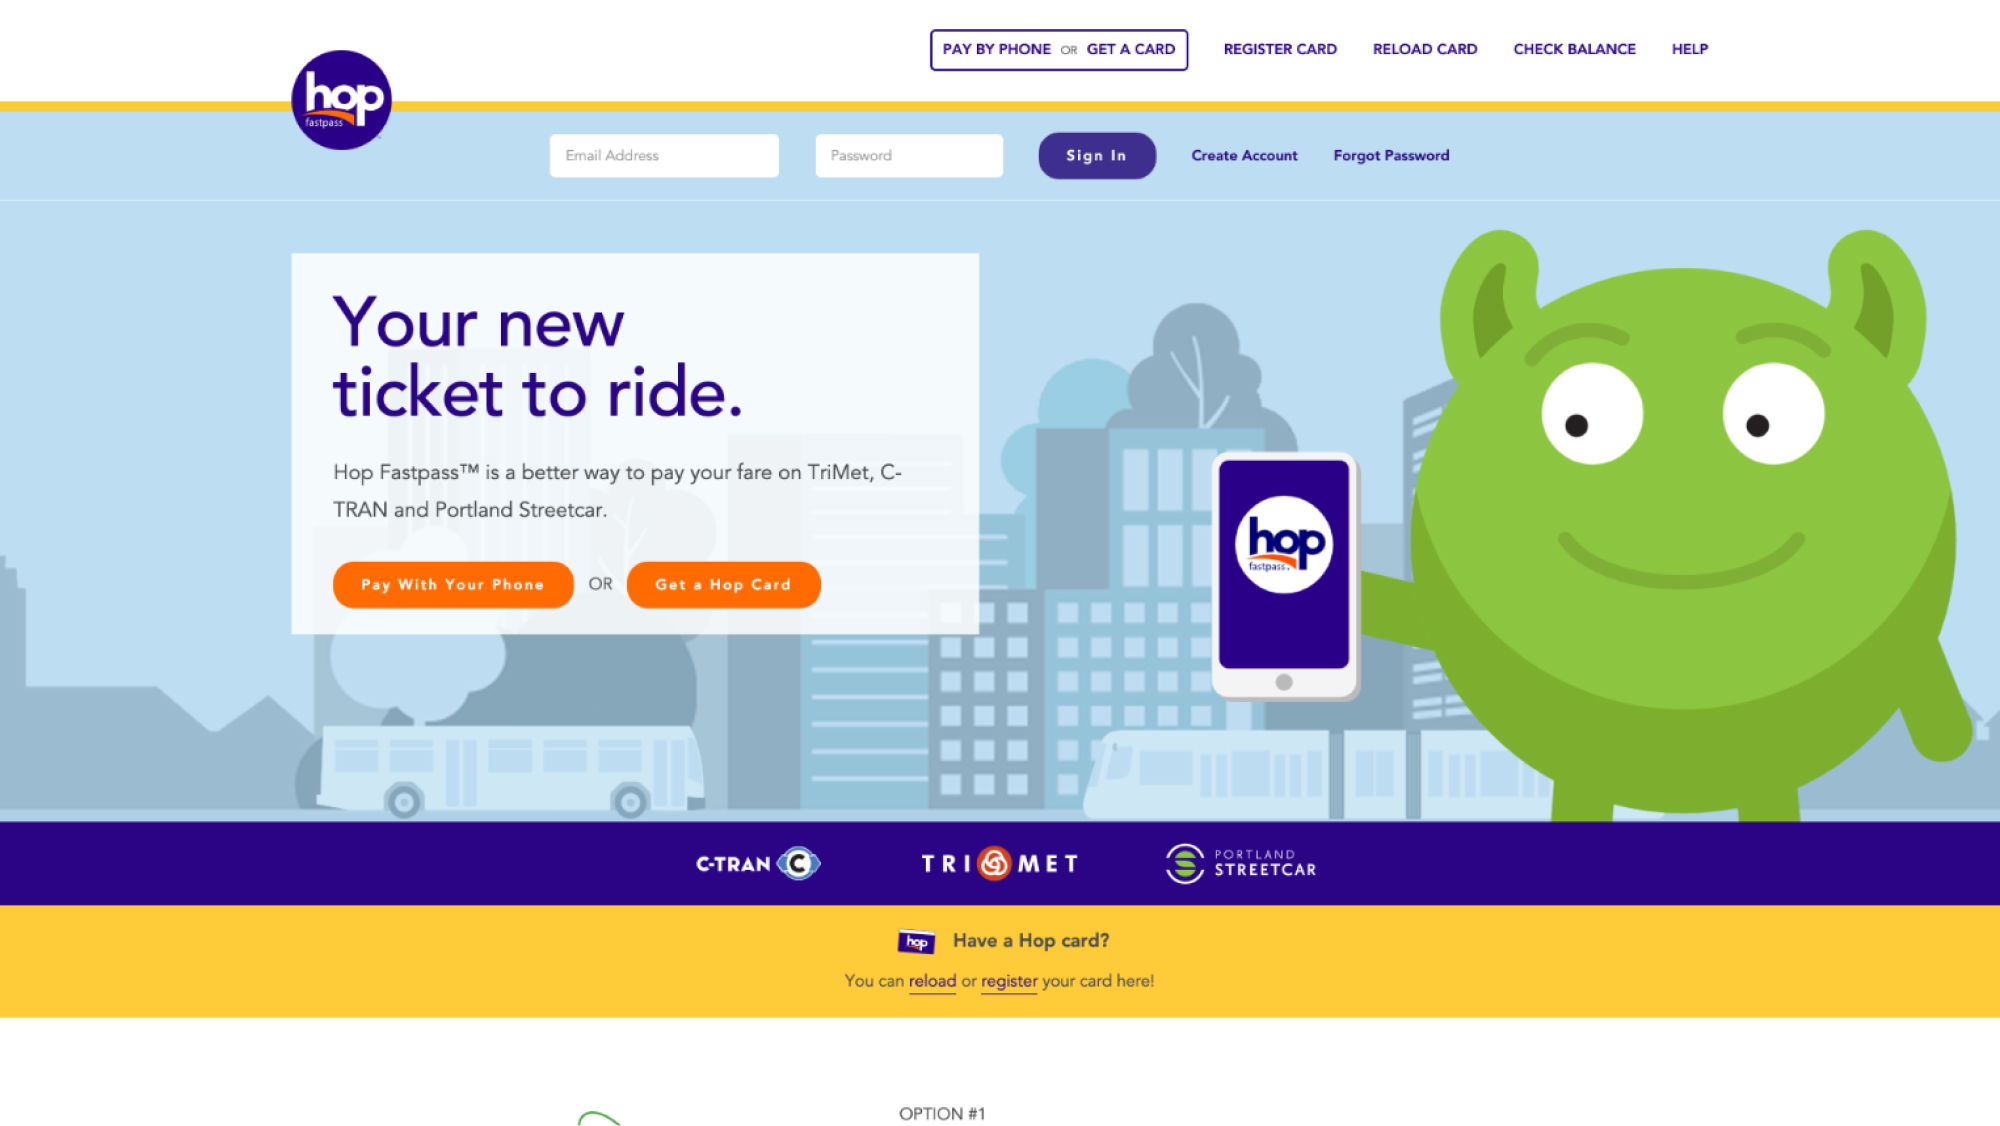 PAY BY PHONE OR GET A CARD
REGISTER CARD
RELOAD CARD
CHECK BALANCE
HELP
hop
fastpass
Email Address
Password
Sign In
Create Account
Forgot Password
Your new
ticket to ride.
Hop Fastpass™ is a better way to pay your fare on TriMet, C-
TRAN and Portland Streetcar.
Pay With Your Phone
OR
Get a Hop Card
hop
fastpass
C-TRAN C
TRI MET
PORTLAND
STREETCAR
hop
Have a Hop card?
You can reload or register your card here!
OPTION #1